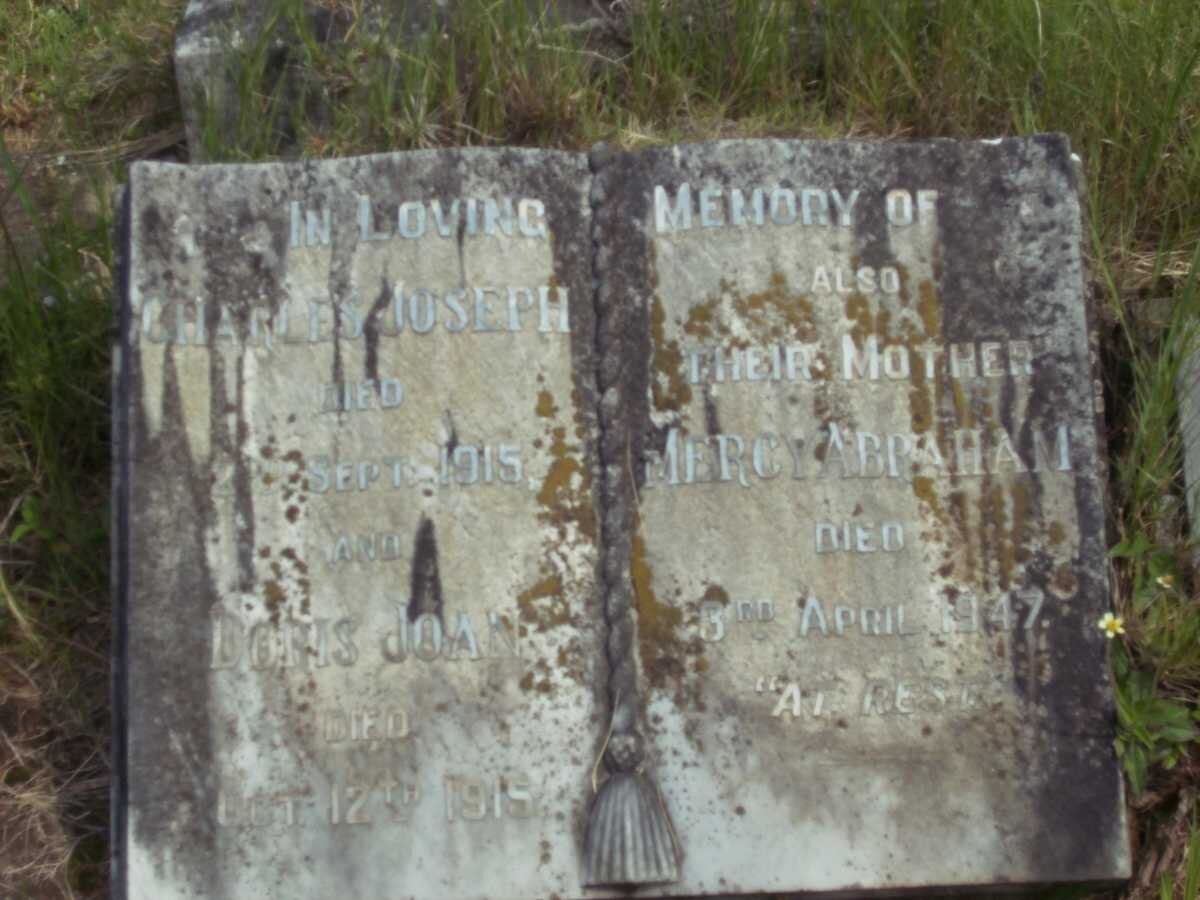 IN LOVING
CHARLES JOSEPH
DIED
SEPT. 1915.
AND
DORIS JOAN
DIED
OCT. 12TH 1915.
MEMORY OF
ALSO
THEIR MOTHER
MERCY ABRAHAM
DIED
3RD APRIL 1947.
"AT REST"